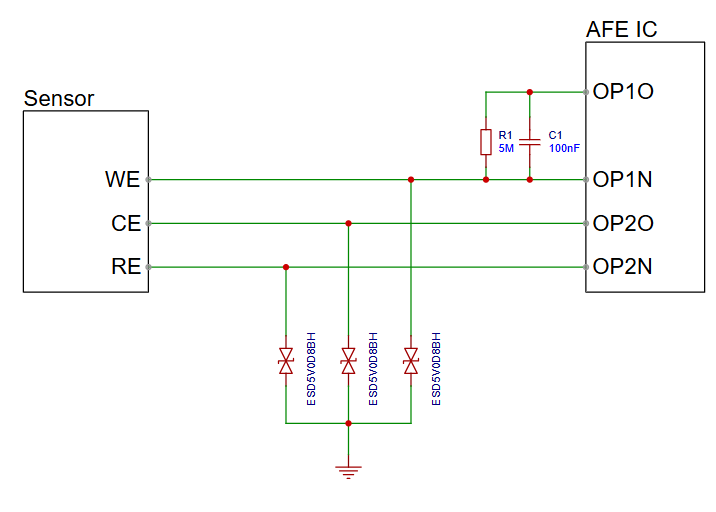 AFE IC
Sensor
OP1O
R1
5M
C1
100nF
WE
OP1N
CE
OP2O
RE
OP2N
ESD5V0D8BH
ESD5V0D8BH
ESD5V0D8BH